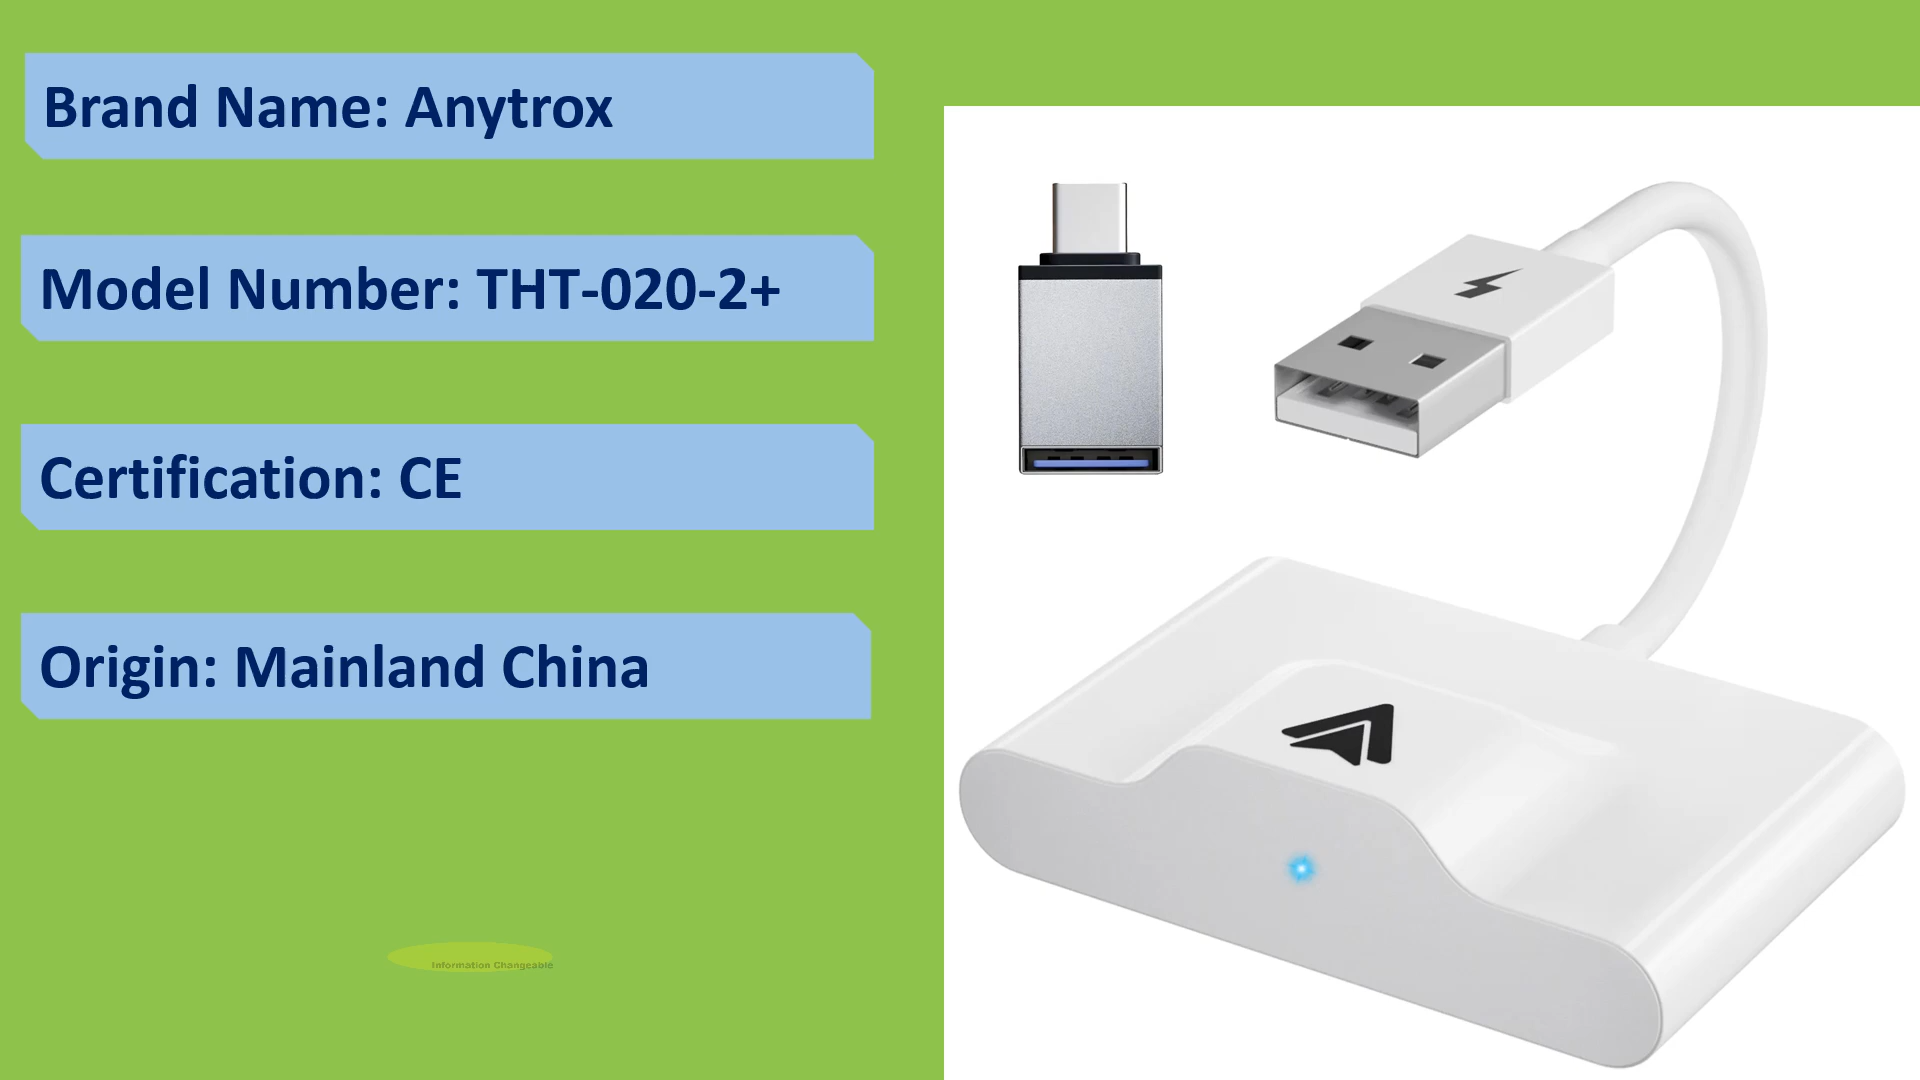 Brand Name: Anytrox
Model Number: THT-020-2+
Certification: CE
Origin: Mainland China
Information Changeable